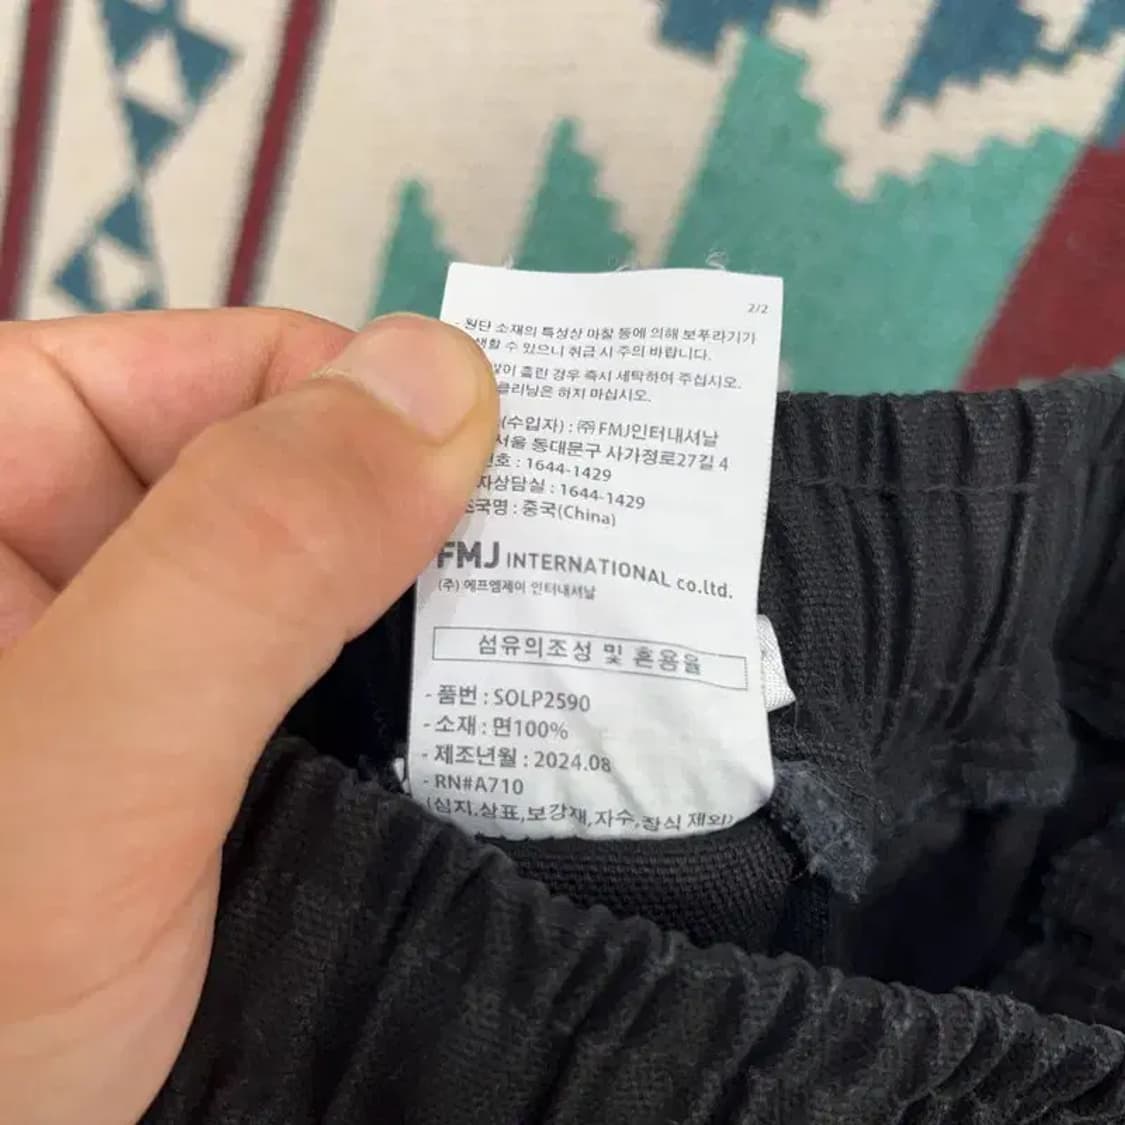 2/2
- 원단 소재의 특성상 마찰 등에 의해 보푸라기가
생할 수 있으니 취급 시 주의 바랍니다.
많이 흘린 경우 즉시 세탁하여 주십시오.
클리닝은 하지 마십시오.
(수입자) : ㈜FMJ인터내셔날
서울 동대문구 사가정로27길 4
번호 : 1644-1429
자상담실 : 1644-1429
조국명 : 중국(China)
FMJ INTERNATIONAL co.ltd.
(주) 에프엠제이 인터내셔날
섬유의조성 및 혼용율
- 품번 : SOLP2590
- 소재 : 면100%
- 제조년월 : 2024.08
- RN#A710
(심지,상표,보강재,자수,장식 제외)